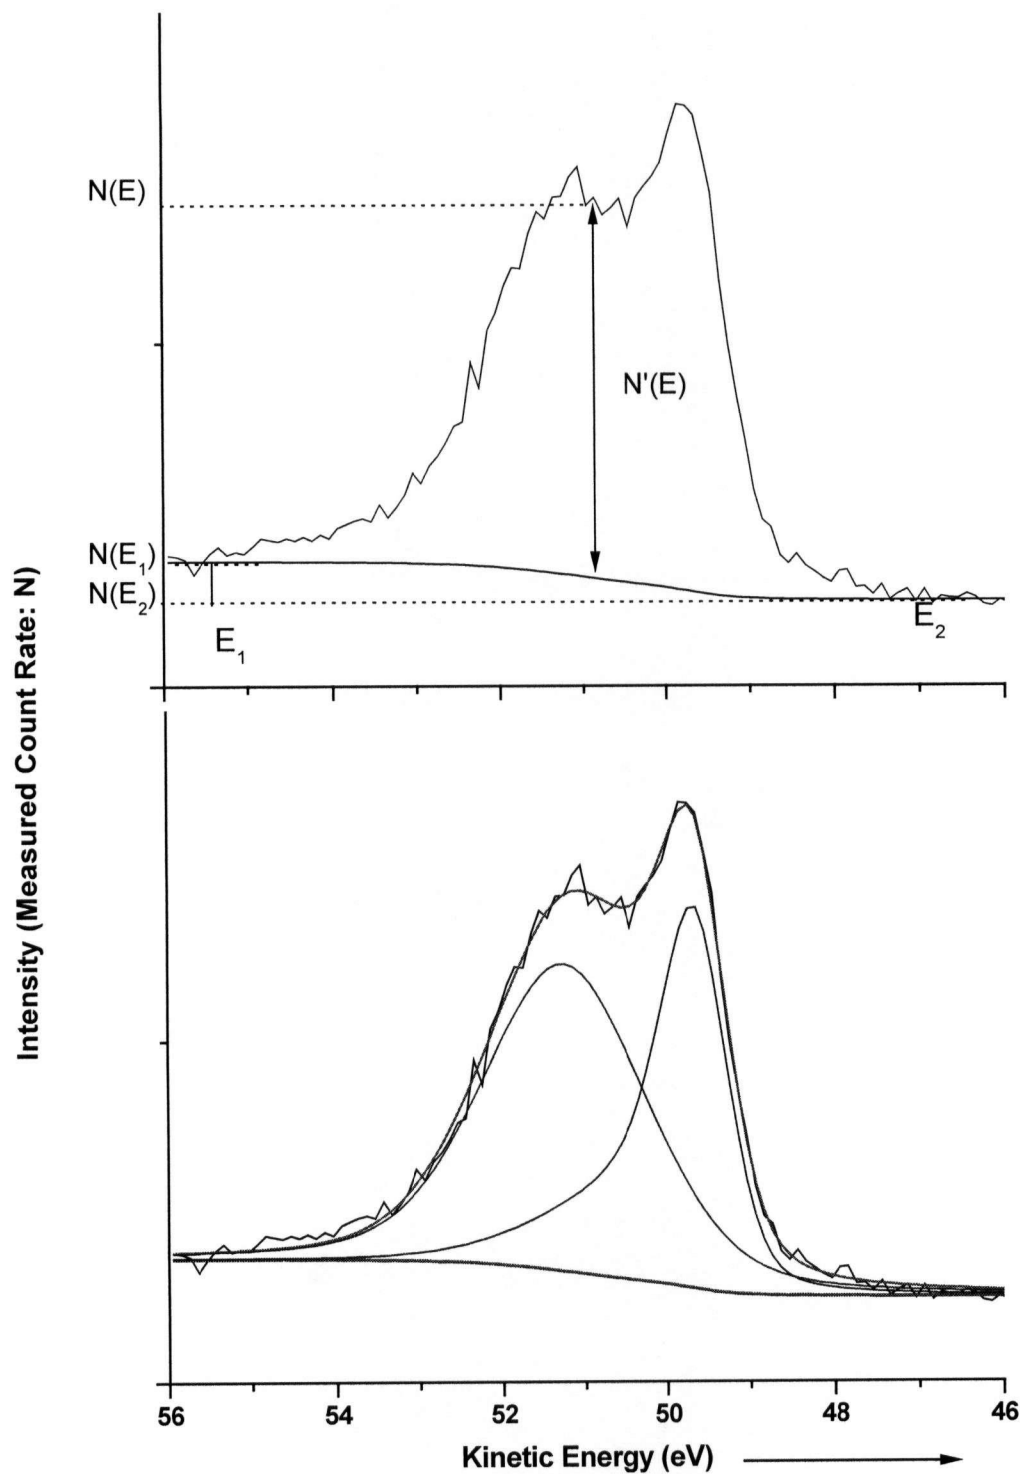 N(E)
N'(E)
N(E₁)
N(E₂)
E₁
E₂
Intensity (Measured Count Rate: N)
56 54 52 50 48 46
Kinetic Energy (eV)